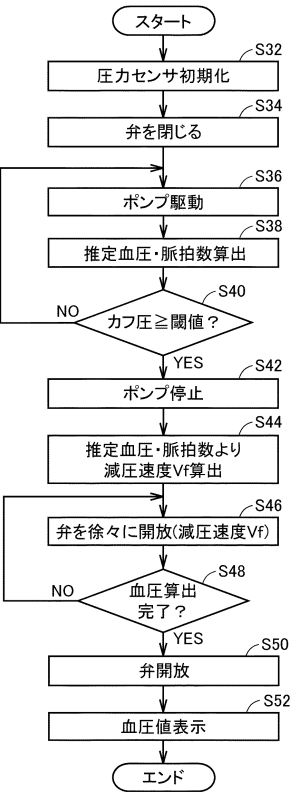 スタート
S32
圧力センサ初期化
S34
弁を閉じる
S36
ポンプ駆動
S38
推定血圧・脈拍数算出
S40
カフ圧≧閾値？
NO
YES
S42
ポンプ停止
S44
推定血圧・脈拍数より
減圧速度Vf算出
S46
弁を徐々に開放(減圧速度Vf)
S48
血圧算出
完了？
NO
YES
S50
弁開放
S52
血圧値表示
エンド